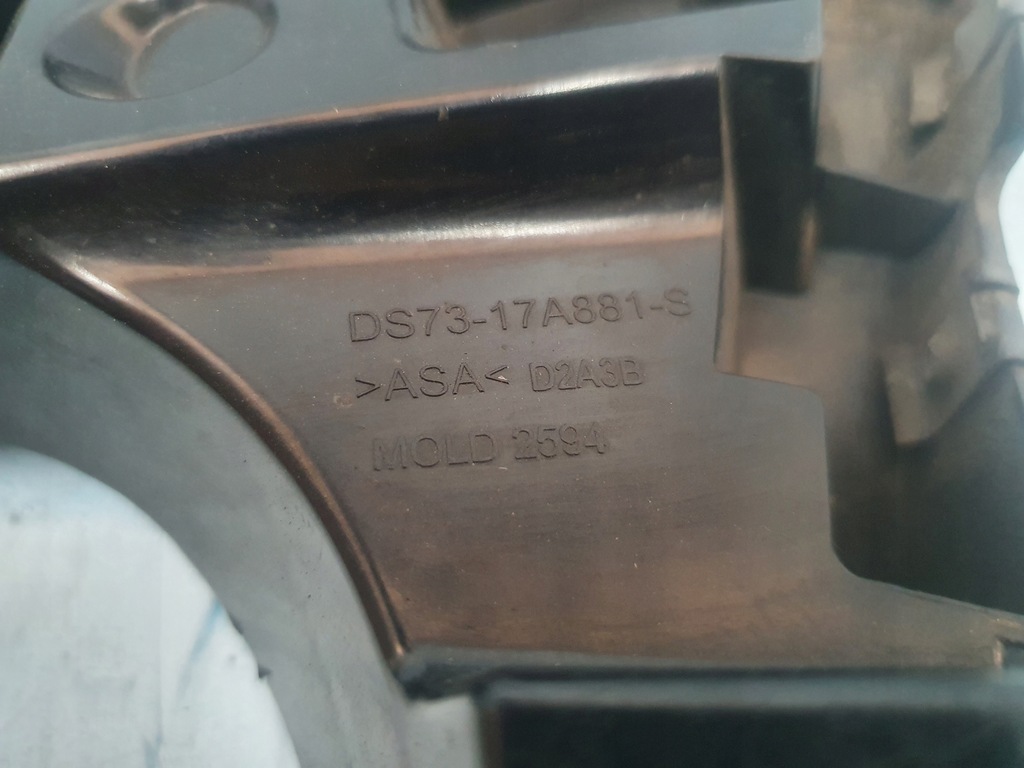 DS73-17A881-S
>ASA< D2A3B
MOLD 2594